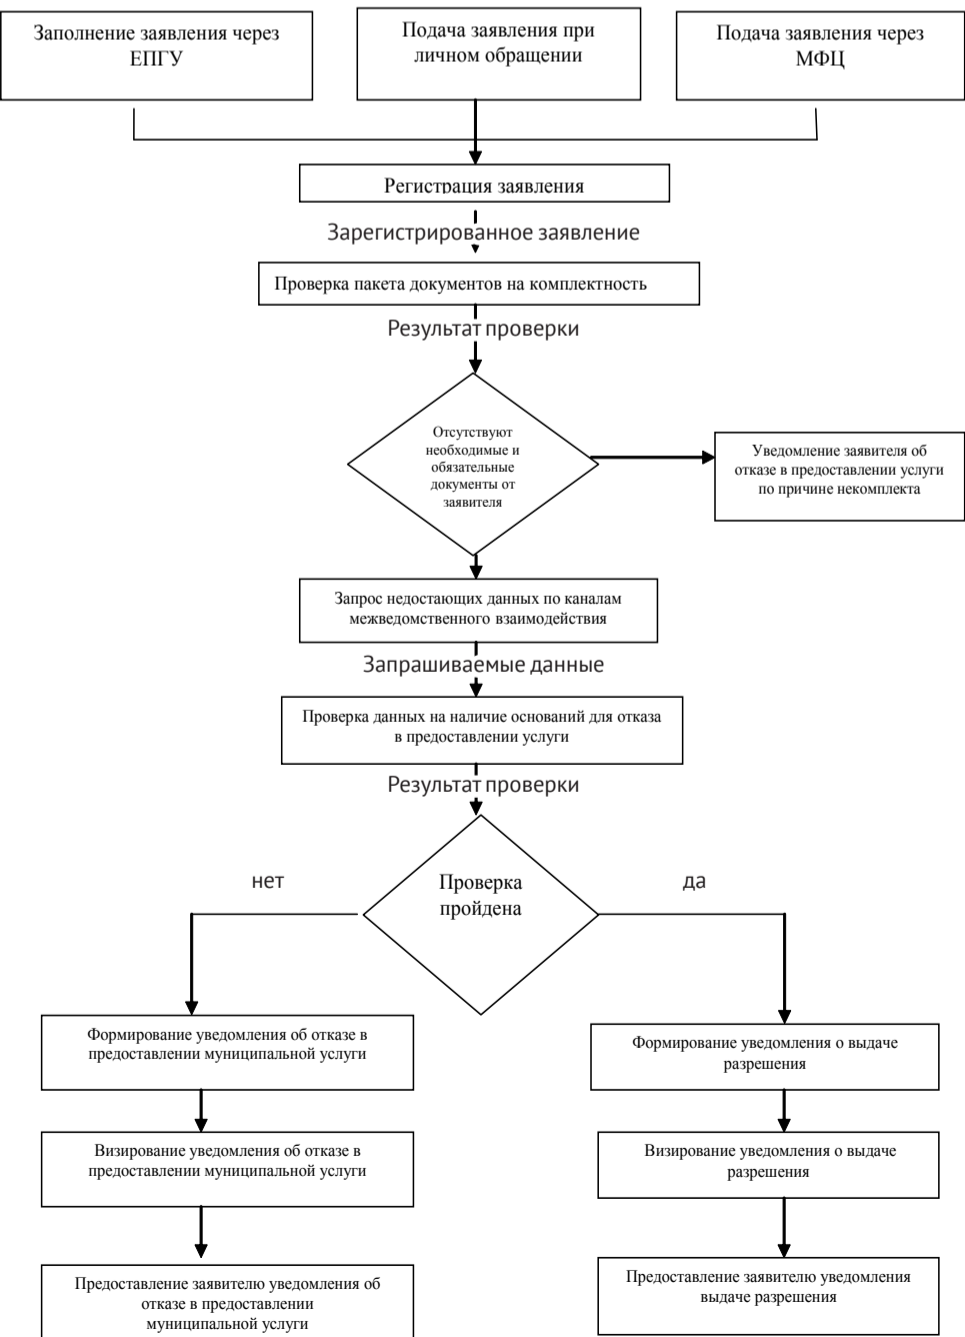 Заполнение заявления через
ЕПГУ
Подача заявления при
личном обращении
Подача заявления через
МФЦ
Регистрация заявления
Зарегистрированное заявление
Проверка пакета документов на комплектность
Результат проверки
Отсутствуют
необходимые и
обязательные
документы от
заявителя
Уведомление заявителя об
отказе в предоставлении услуги
по причине некомплекта
Запрос недостающих данных по каналам
межведомственного взаимодействия
Запрашиваемые данные
Проверка данных на наличие оснований для отказа
в предоставлении услуги
Результат проверки
нет
Проверка
пройдена
да
Формирование уведомления об отказе в
предоставлении муниципальной услуги
Формирование уведомления о выдаче
разрешения
Визирование уведомления об отказе в
предоставлении муниципальной услуги
Визирование уведомления о выдаче
разрешения
Предоставление заявителю уведомления об
отказе в предоставлении
муниципальной услуги
Предоставление заявителю уведомления
выдаче разрешения